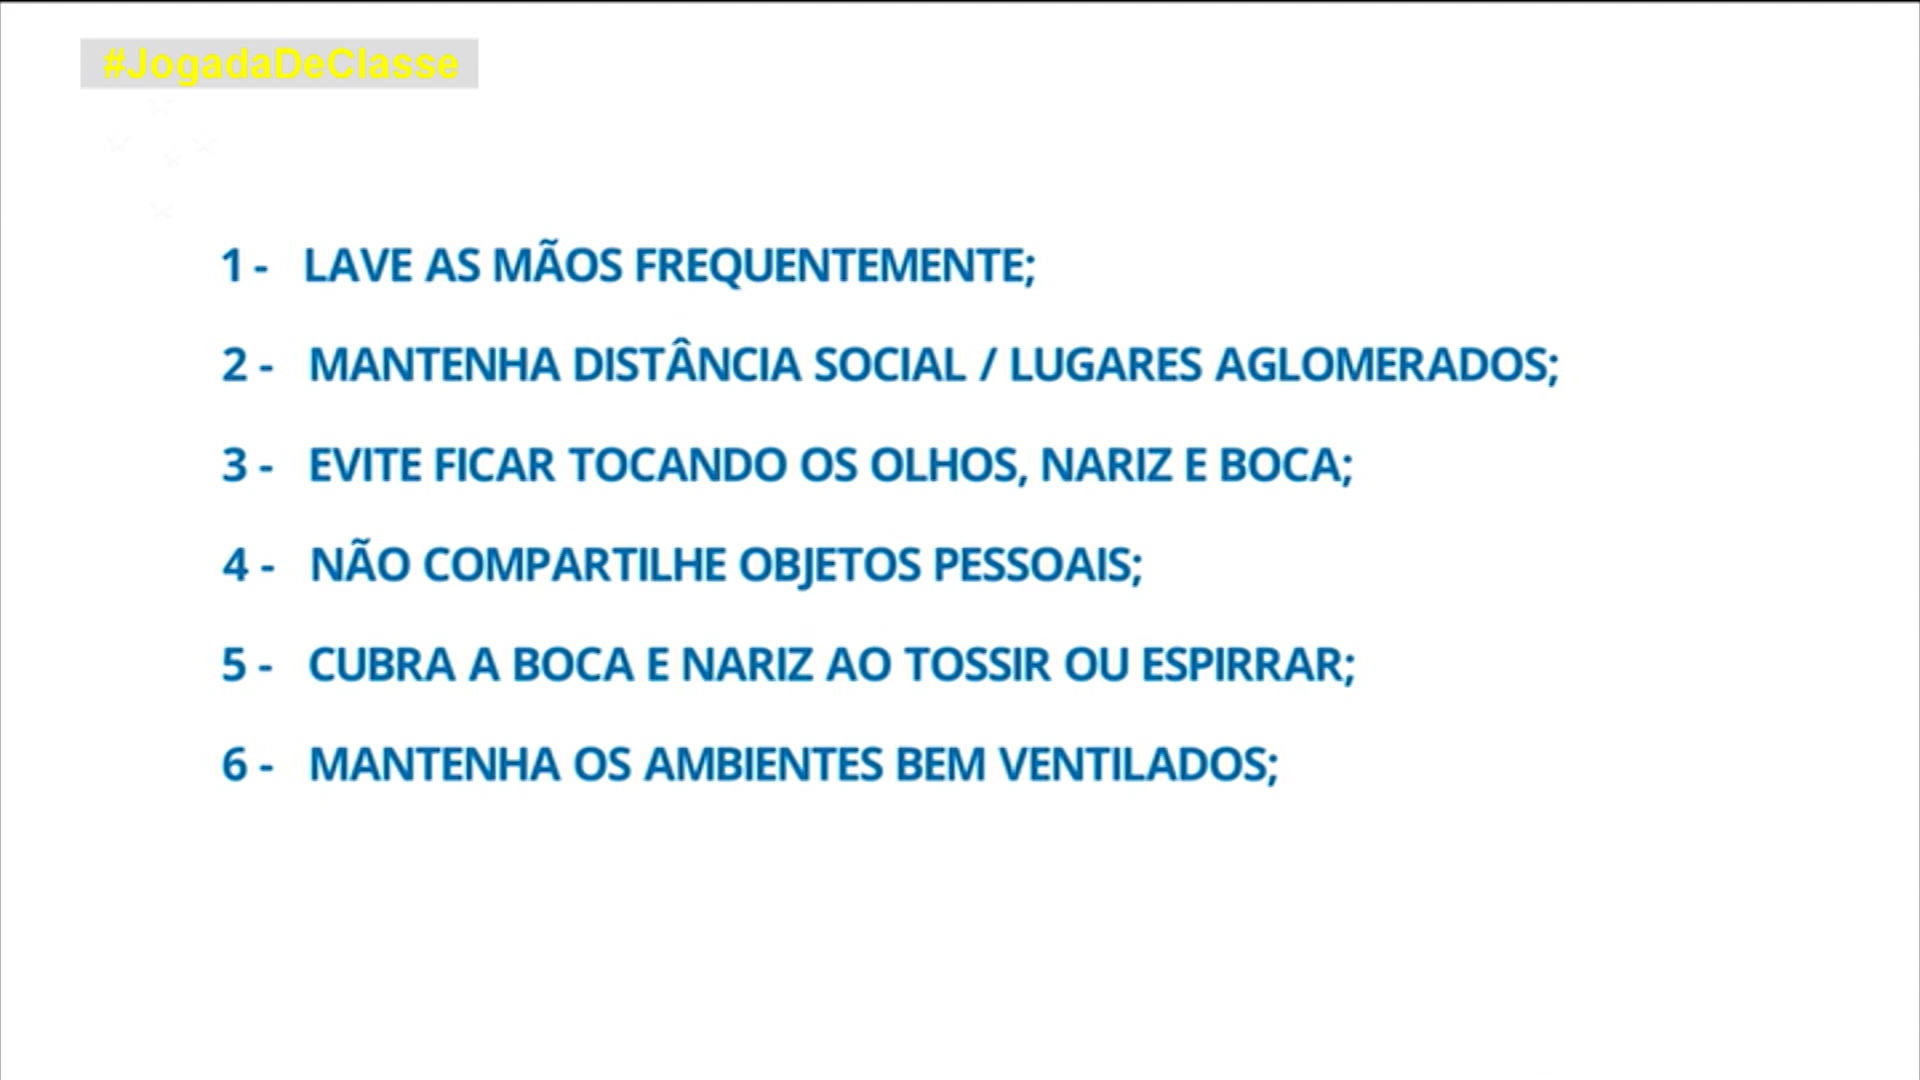 #JogadaDeClasse
1 - LAVE AS MÃOS FREQUENTEMENTE;
2 - MANTENHA DISTÂNCIA SOCIAL / LUGARES AGLOMERADOS;
3 - EVITE FICAR TOCANDO OS OLHOS, NARIZ E BOCA;
4 - NÃO COMPARTILHE OBJETOS PESSOAIS;
5 - CUBRA A BOCA E NARIZ AO TOSSIR OU ESPIRRAR;
6 - MANTENHA OS AMBIENTES BEM VENTILADOS;